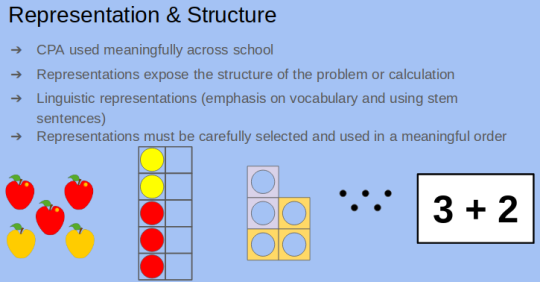 Representation & Structure
➔ CPA used meaningfully across school
➔ Representations expose the structure of the problem or calculation
➔ Linguistic representations (emphasis on vocabulary and using stem
sentences)
➔ Representations must be carefully selected and used in a meaningful order
3 + 2